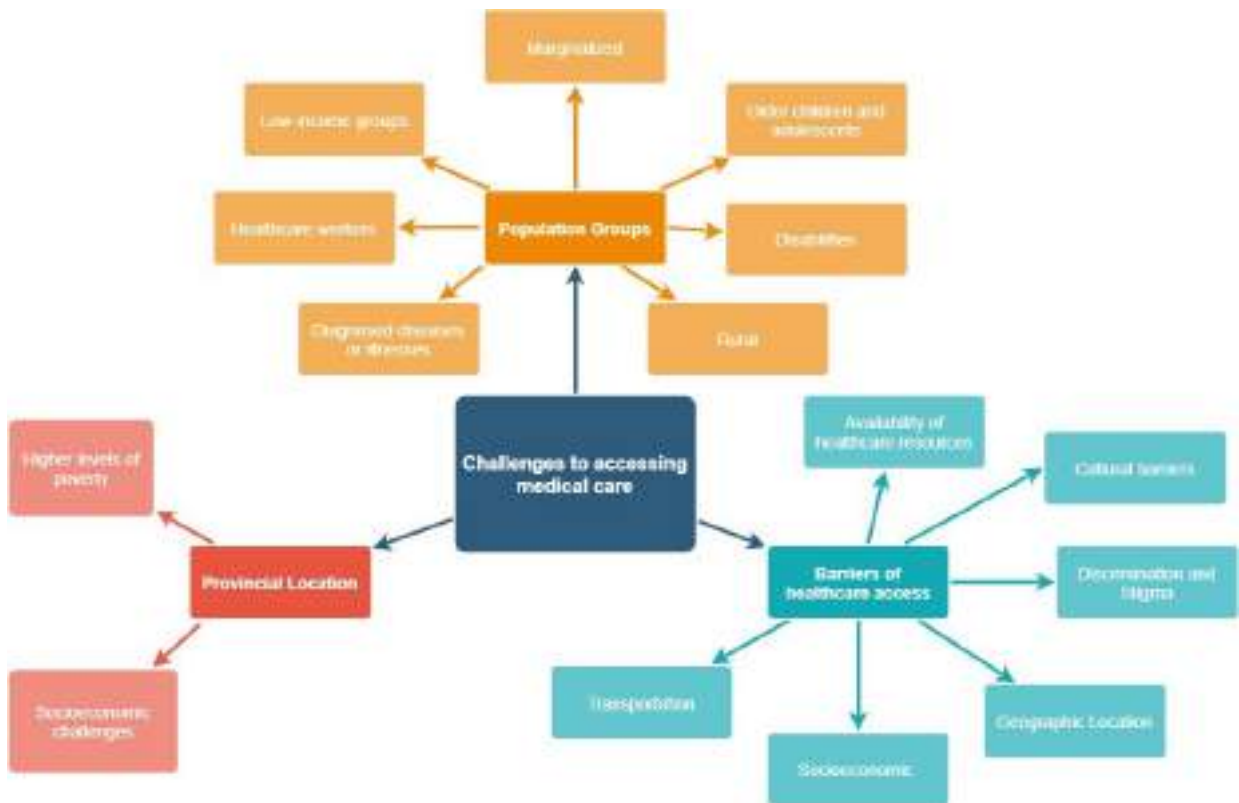 Marginalized
Low-income groups
Older children and
adolescents
Healthcare workers
Population Groups
Disabilities
Diagnosed diseases
or illnesses
Rural
Challenges to accessing
medical care
Availability of
healthcare resources
Higher levels of
poverty
Cultural barriers
Provincial Location
Barriers of
healthcare access
Discrimination and
Stigma
Transportation
Socioeconomic
challenges
Geographic Location
Socioeconomic